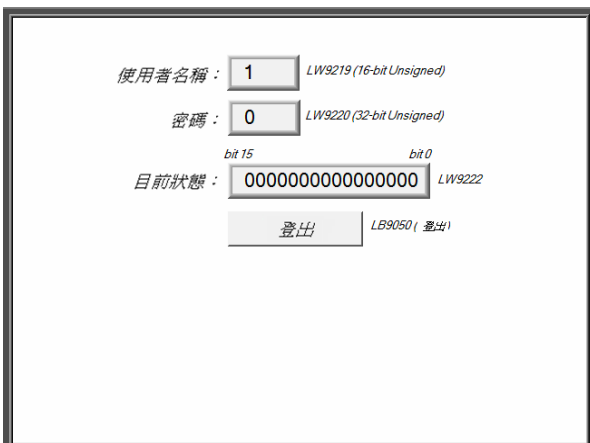 使用者名稱： 1 LW9219 (16-bit Unsigned)
密碼： 0 LW9220 (32-bit Unsigned)
bit 15 bit 0
目前狀態： 0000000000000000 LW9222
登出 LB9050 ( 登出)